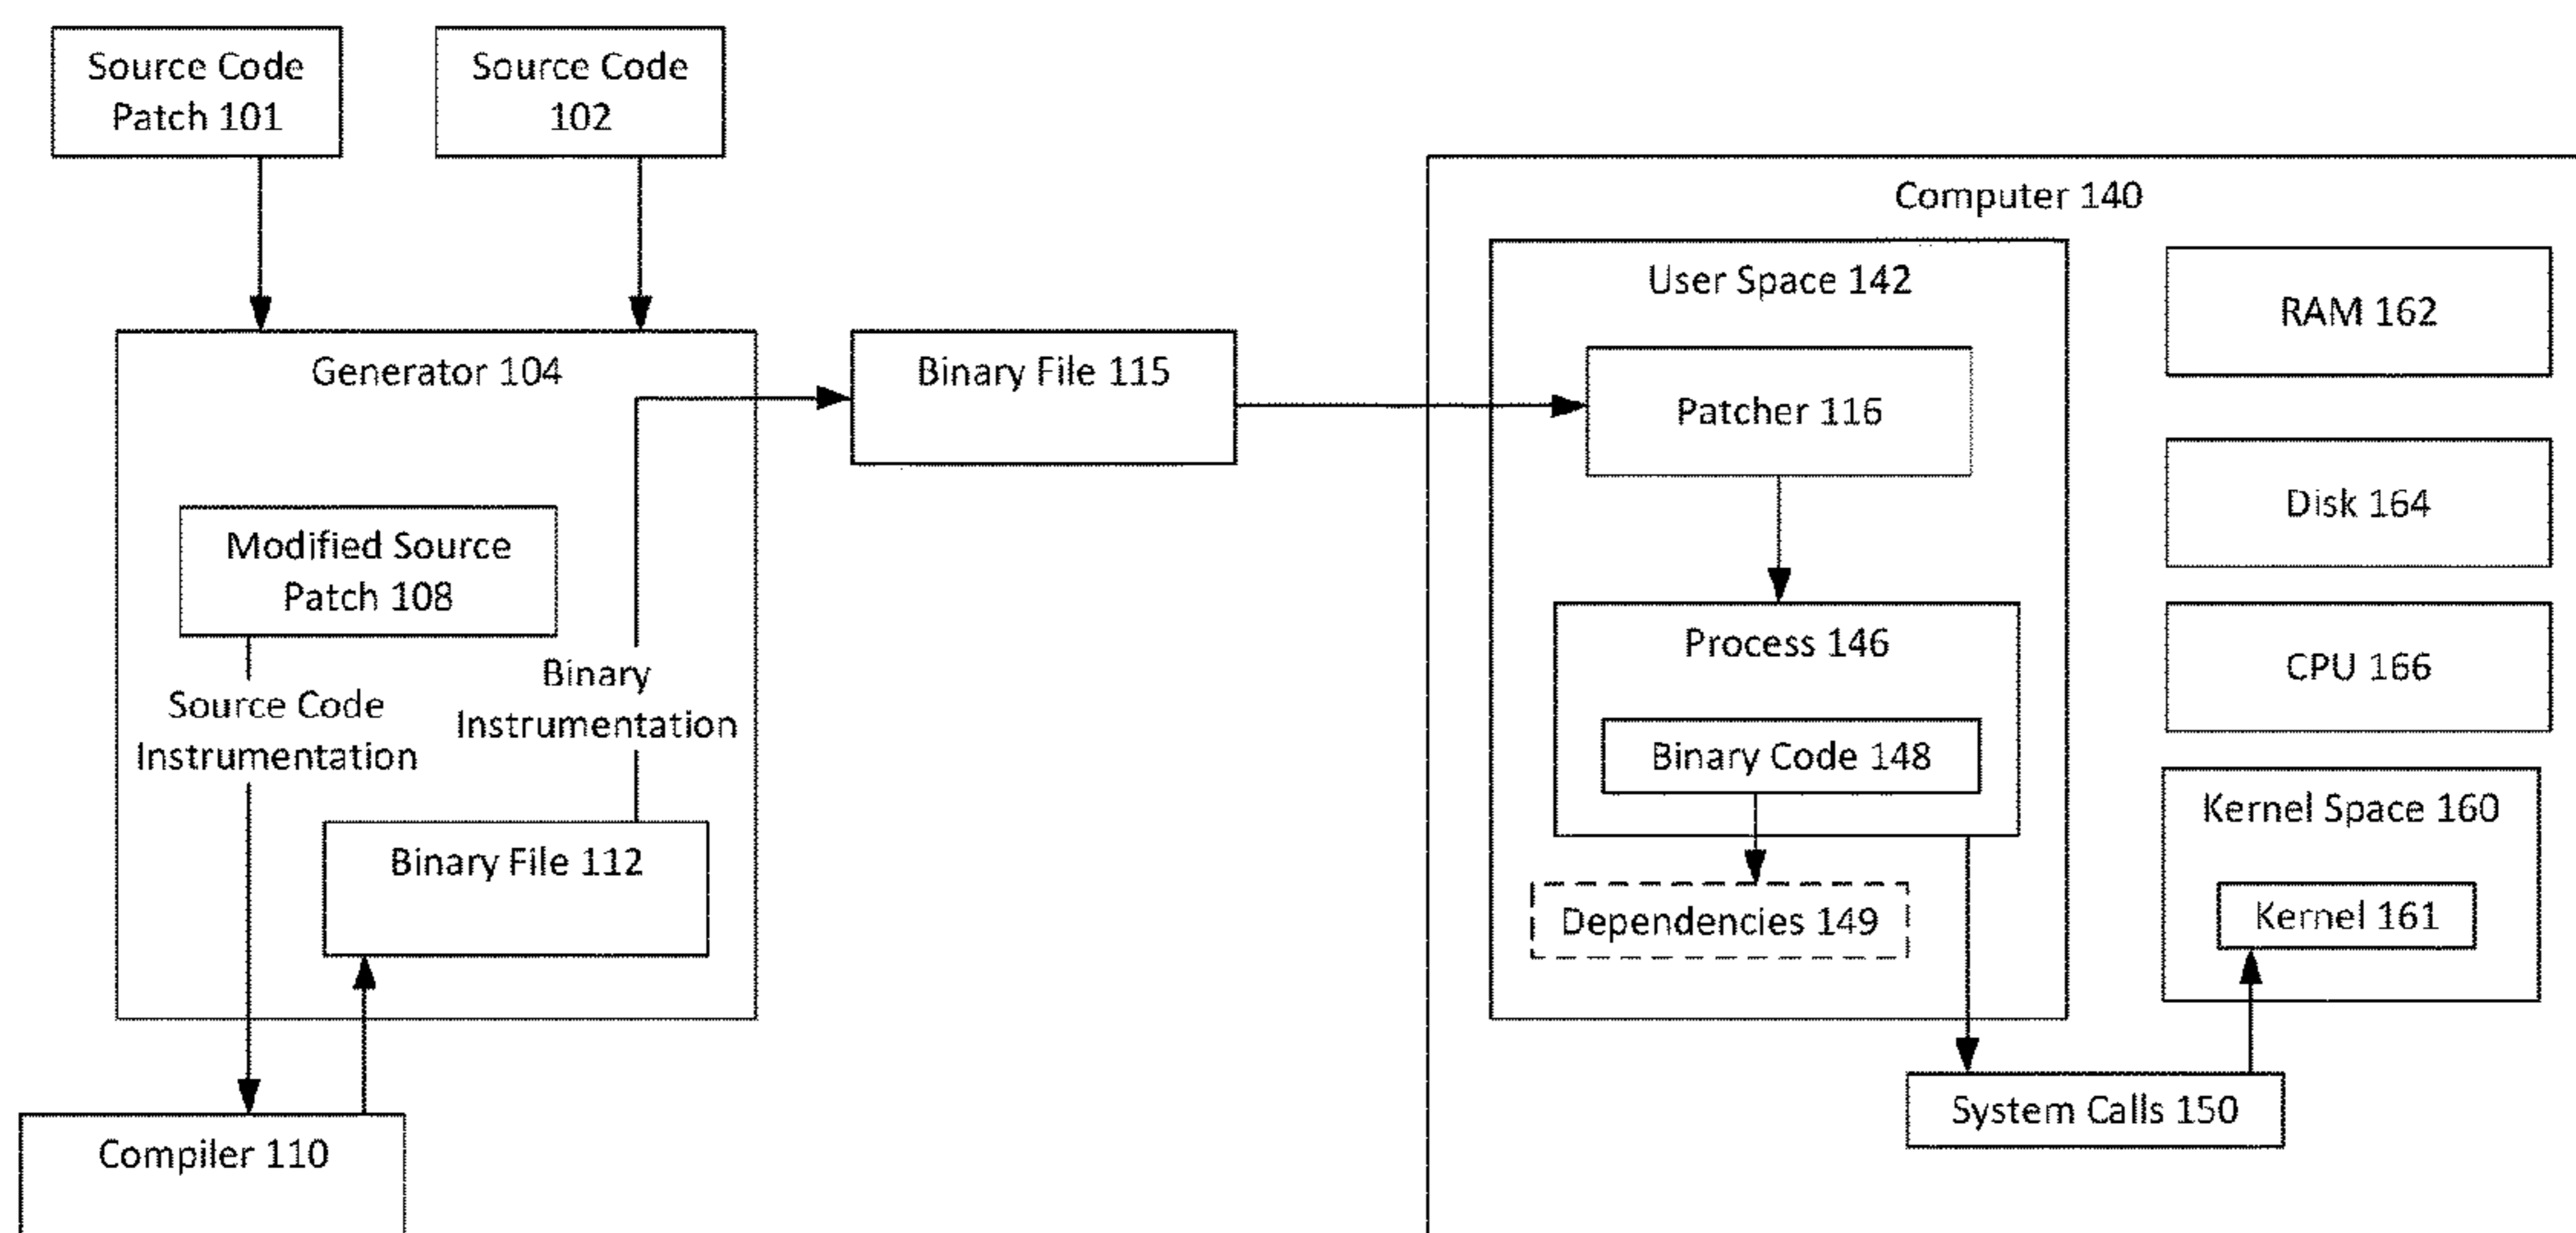 Source Code
Patch 101
Source Code
102
Generator 104
Modified Source
Patch 108
Source Code
Instrumentation
Binary
Instrumentation
Binary File 112
Compiler 110
Binary File 115
Computer 140
User Space 142
Patcher 116
Process 146
Binary Code 148
Dependencies 149
System Calls 150
RAM 162
Disk 164
CPU 166
Kernel Space 160
Kernel 161